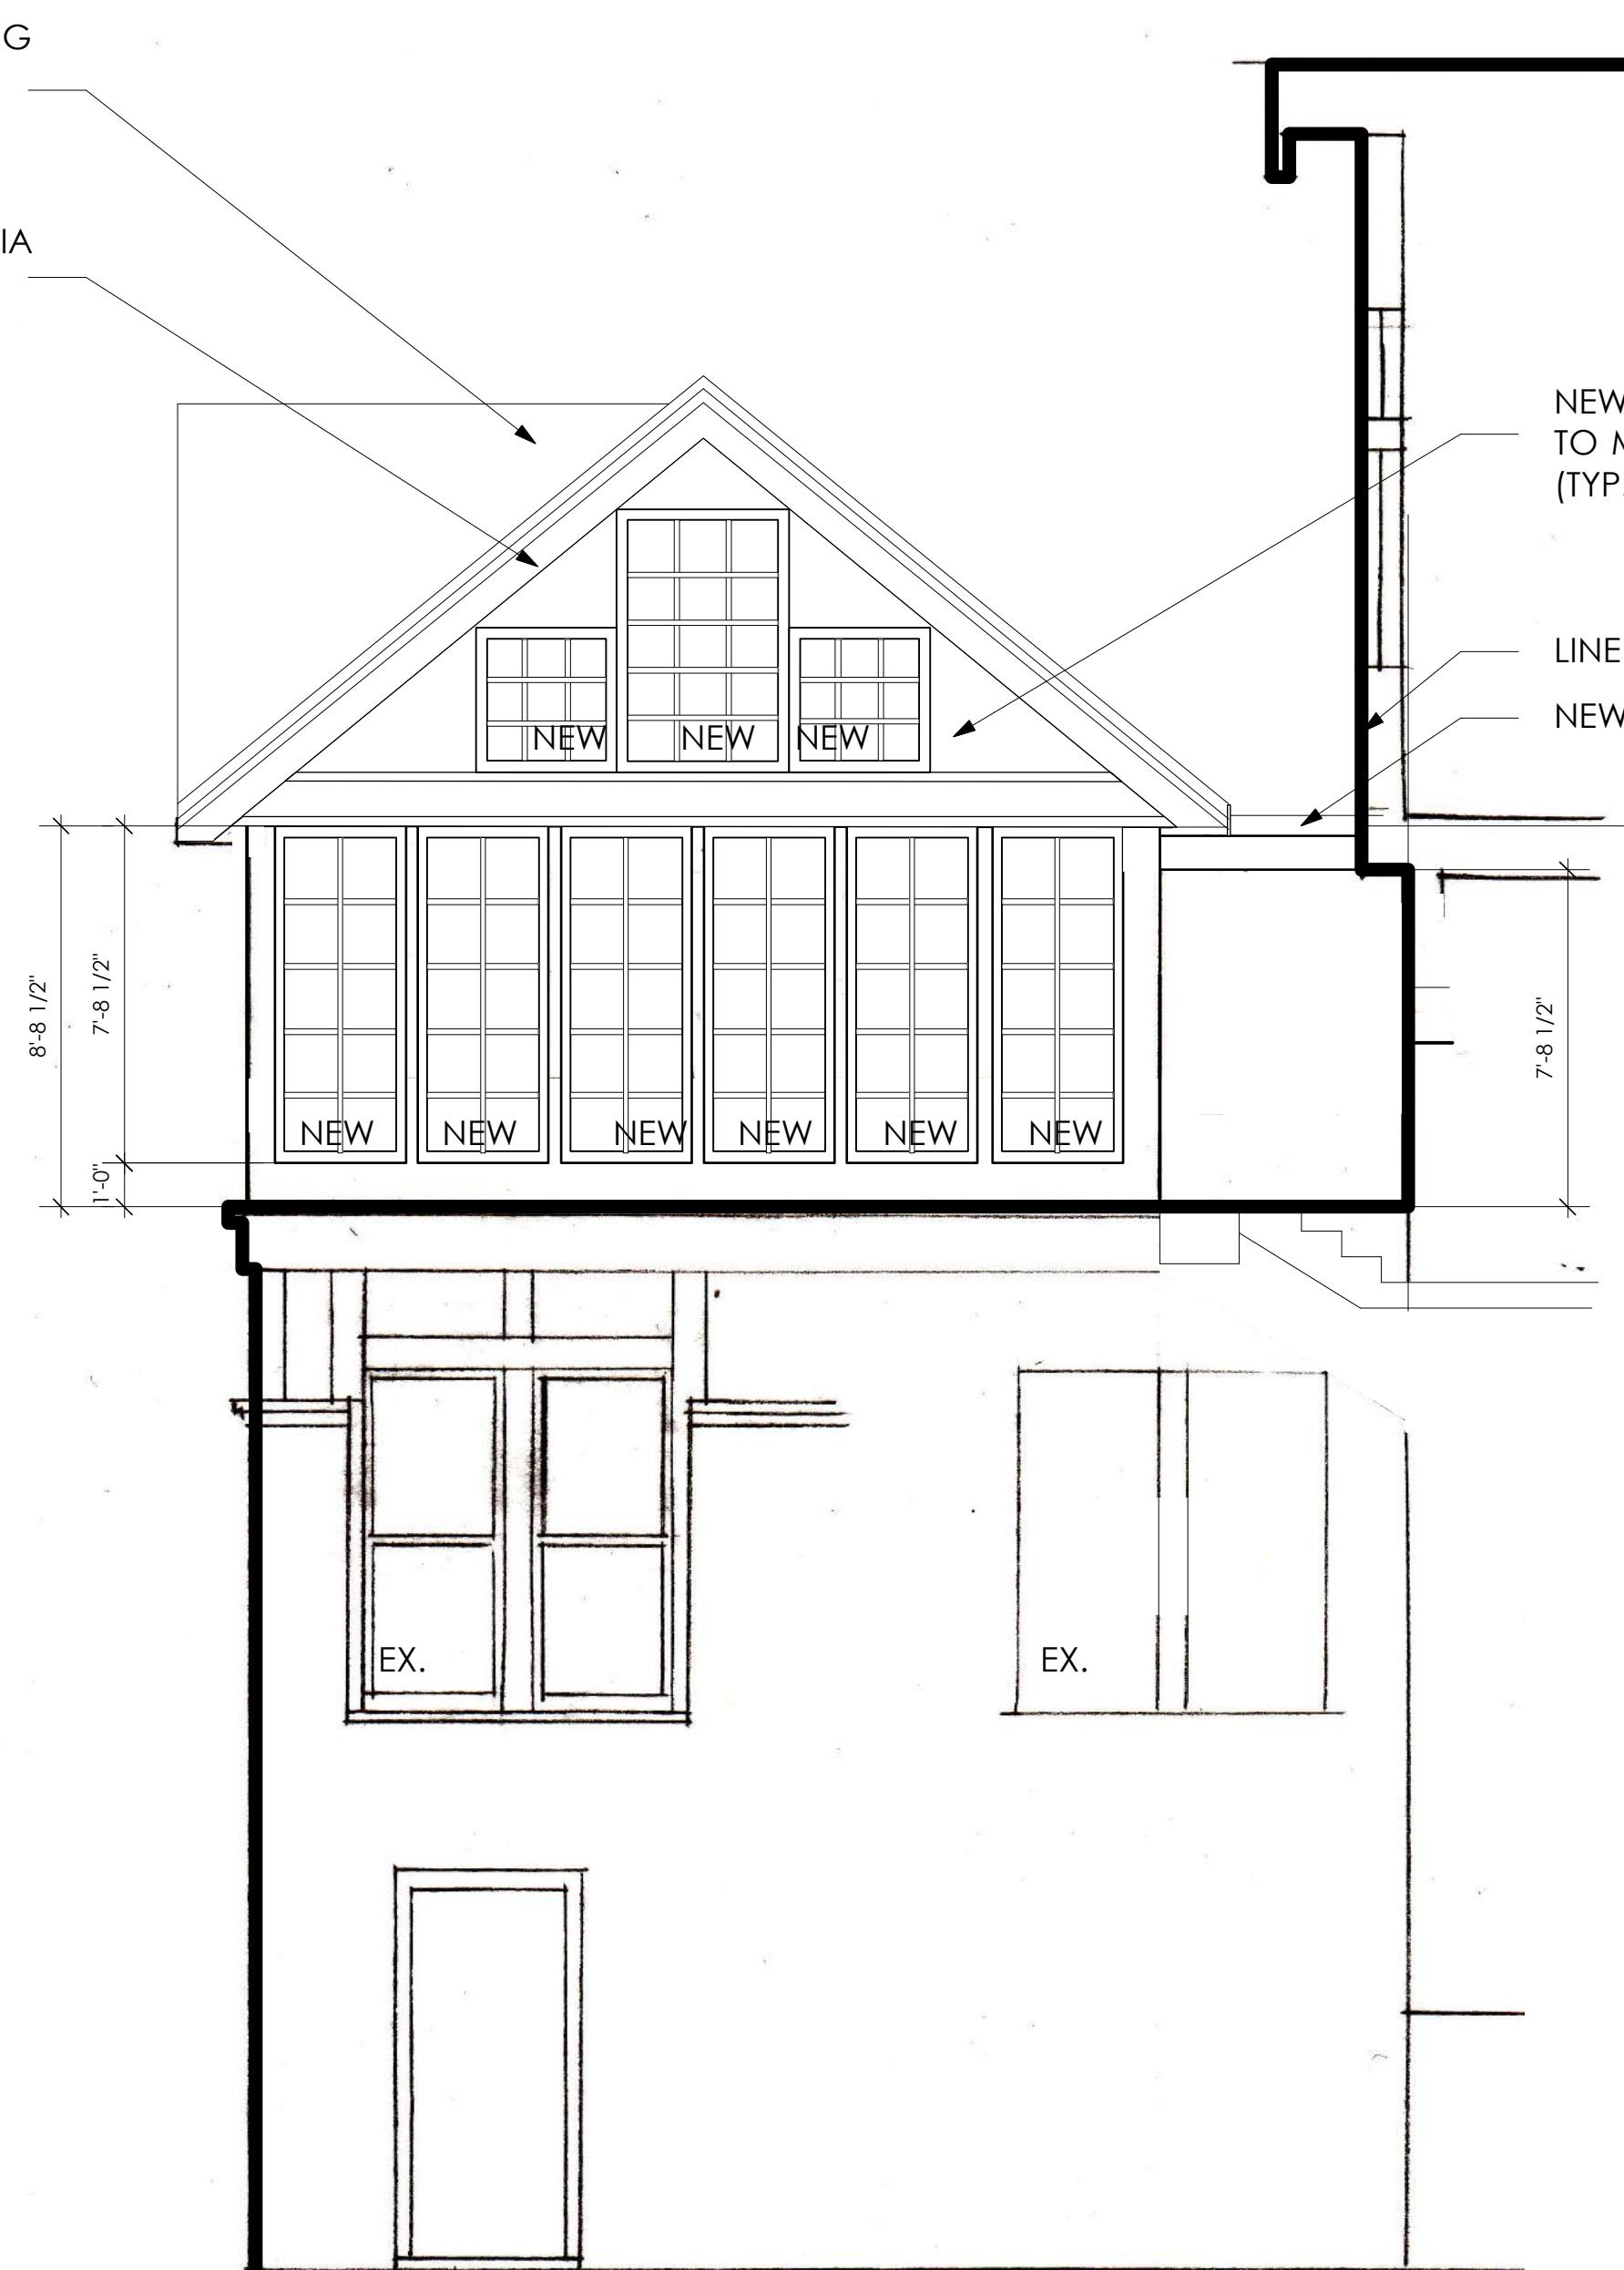 G
IA
NEW
TO M
(TYP.
LINE
NEW
NEW NEW NEW
8'-8 1/2"
7'-8 1/2"
1'-0"
7'-8 1/2"
NEW NEW NEW NEW NEW NEW
EX. EX.